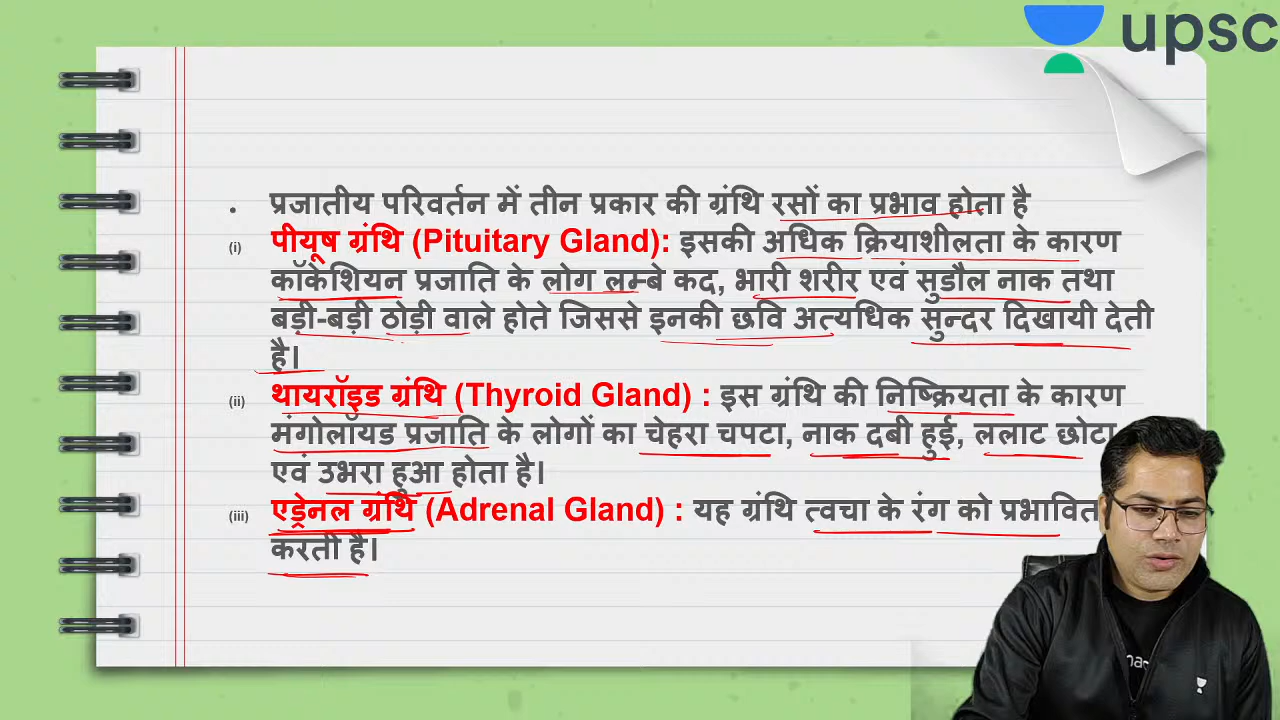 upsc
• प्रजातीय परिवर्तन में तीन प्रकार की ग्रंथि रसों का प्रभाव होता है
(i) पीयूष ग्रंथि (Pituitary Gland): इसकी अधिक क्रियाशीलता के कारण
कॉकेशियन प्रजाति के लोग लम्बे कद, भारी शरीर एवं सुडौल नाक तथा
बड़ी-बड़ी ठोड़ी वाले होते जिससे इनकी छवि अत्यधिक सुन्दर दिखायी देती
है।
(ii) थायरॉइड ग्रंथि (Thyroid Gland) : इस ग्रंथि की निष्क्रियता के कारण
मंगोलॉयड प्रजाति के लोगों का चेहरा चपटा, नाक दबी हुई, ललाट छोटा
एवं उभरा हुआ होता है।
(iii) एड्रेनल ग्रंथि (Adrenal Gland) : यह ग्रंथि त्वचा के रंग को प्रभावित
करती है।